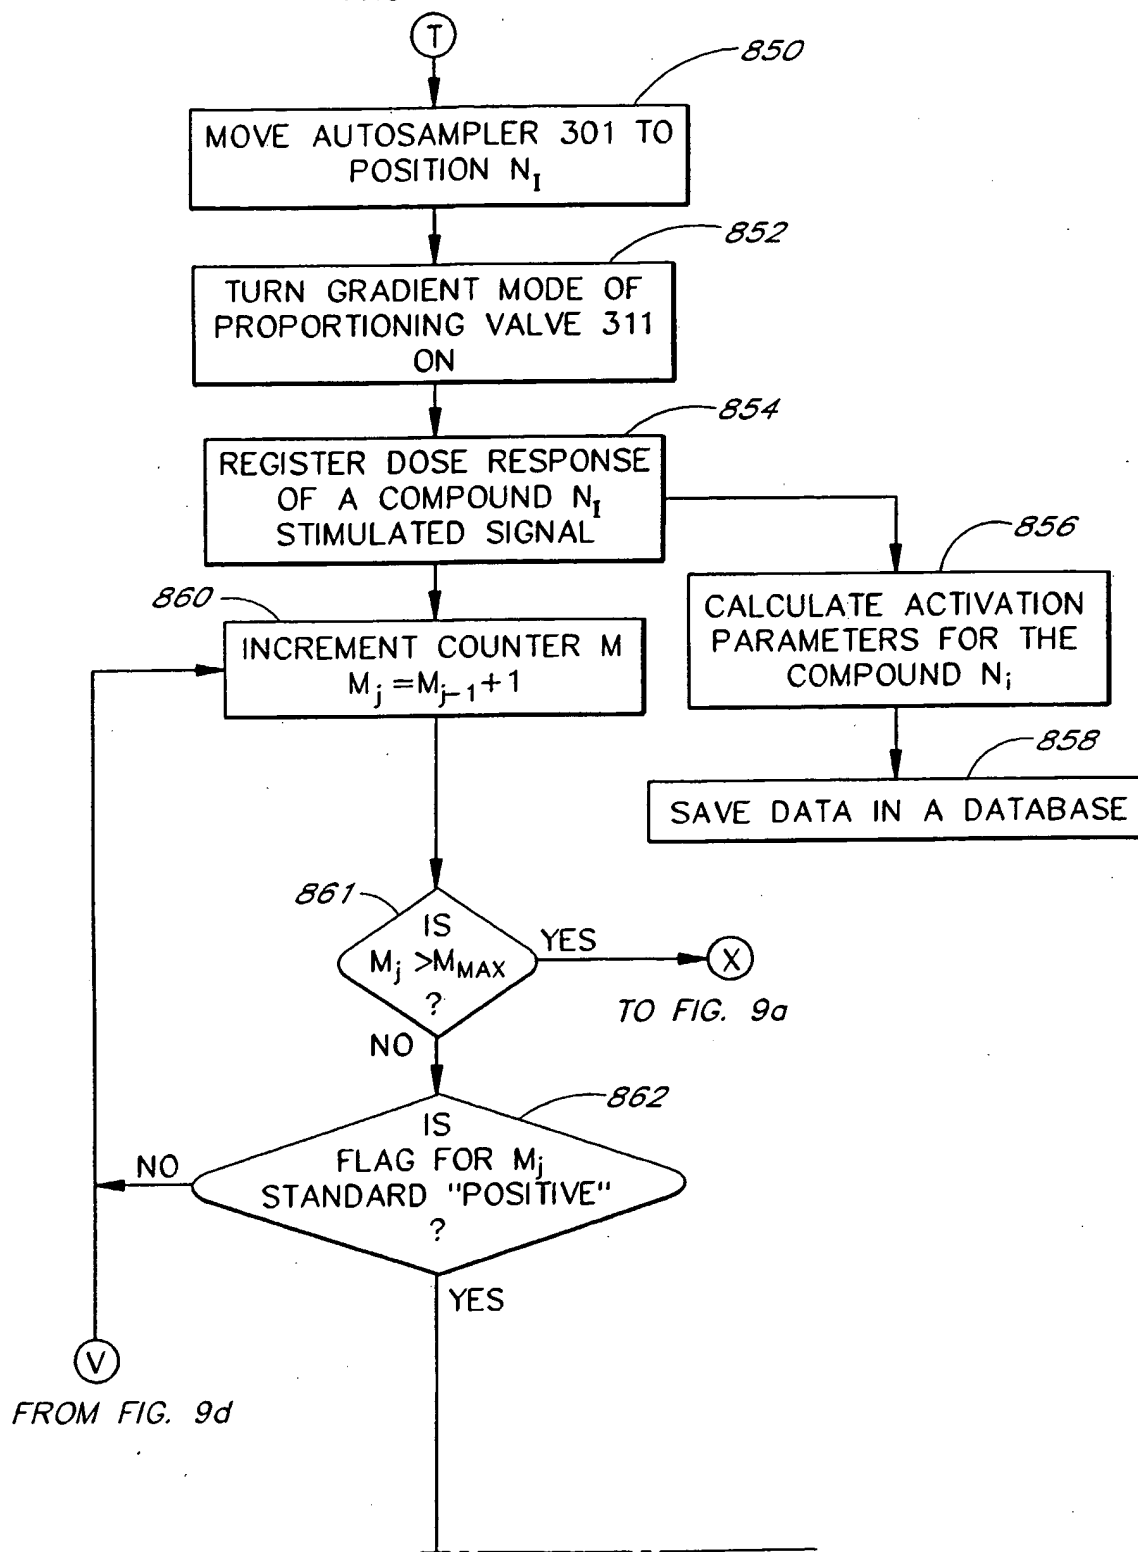 T
850
MOVE AUTOSAMPLER 301 TO
POSITION N_I
852
TURN GRADIENT MODE OF
PROPORTIONING VALVE 311
ON
854
REGISTER DOSE RESPONSE
OF A COMPOUND N_I
STIMULATED SIGNAL
856
CALCULATE ACTIVATION
PARAMETERS FOR THE
COMPOUND N_i
858
SAVE DATA IN A DATABASE
860
INCREMENT COUNTER M
M_j = M_{j-1} + 1
861
IS
M_j > M_MAX
?
YES
X
TO FIG. 9a
NO
862
IS
FLAG FOR M_j
STANDARD "POSITIVE"
?
NO
YES
V
FROM FIG. 9d